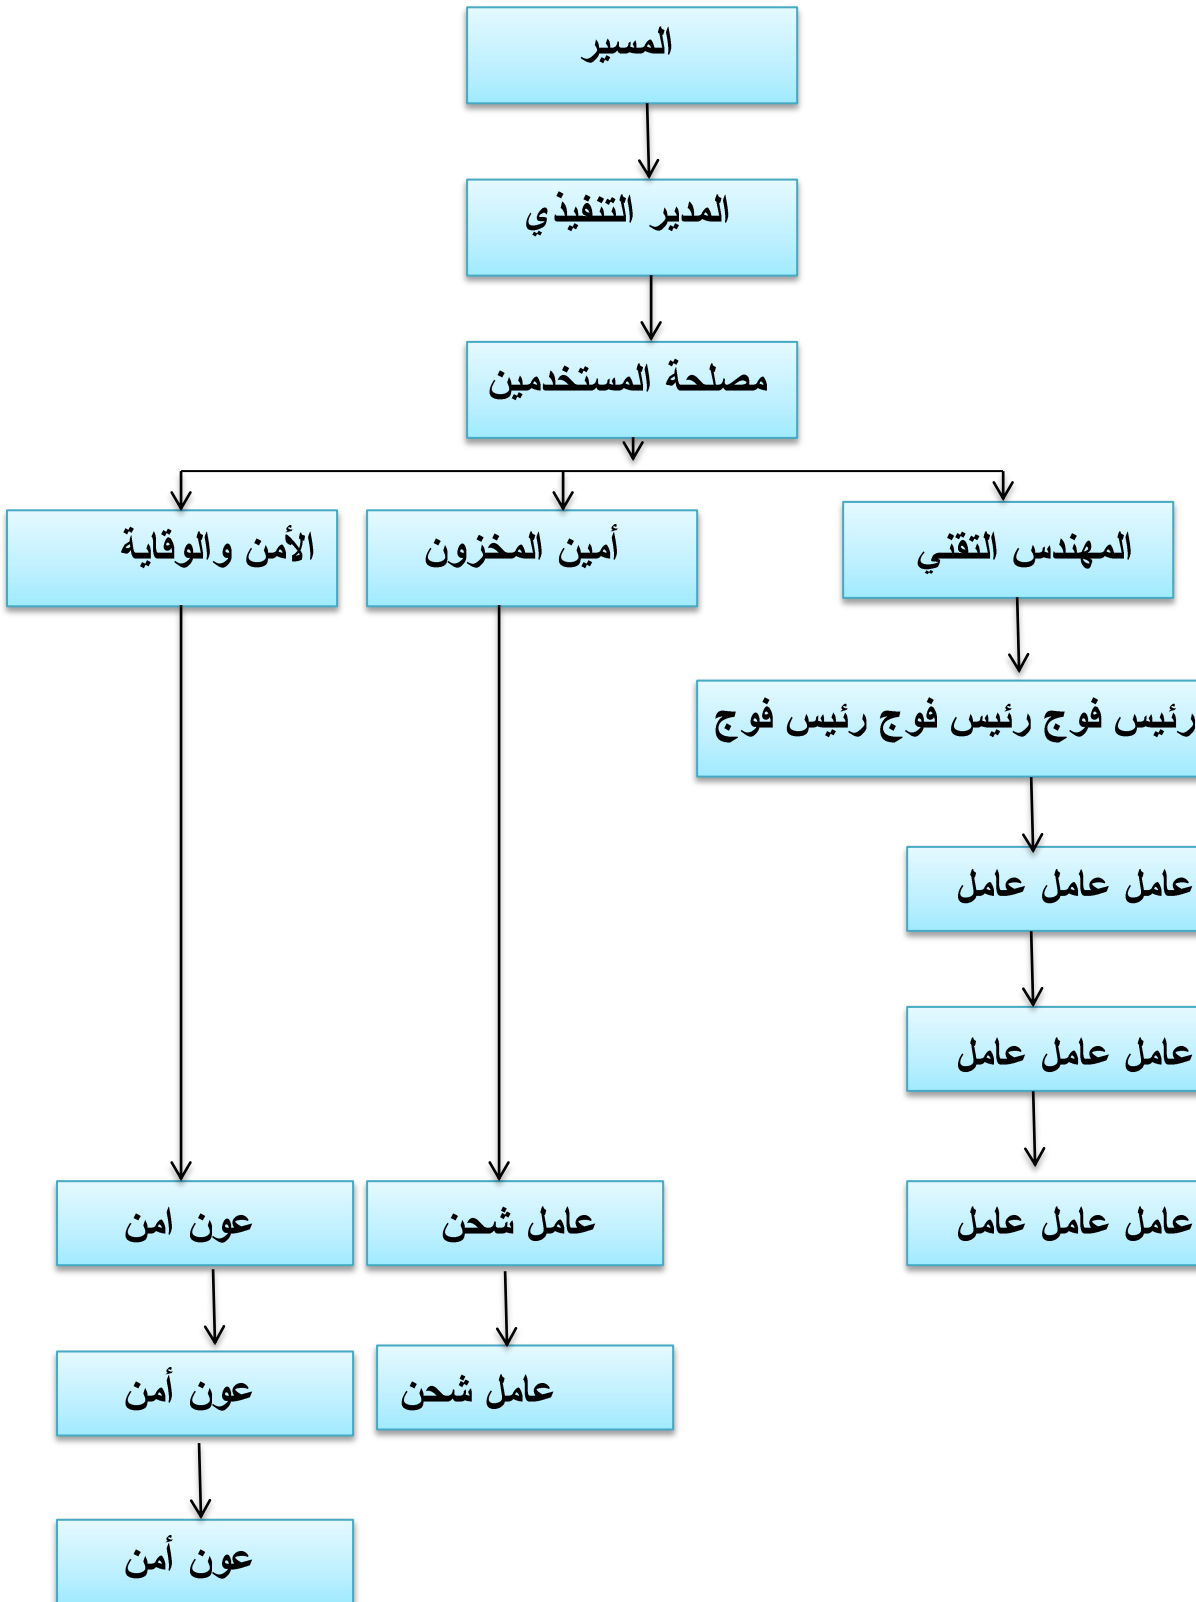 المسير
المدير التنفيذي
مصلحة المستخدمين
المهندس التقني
أمين المخزون
الأمن والوقاية
رئيس فوج رئيس فوج رئيس فوج
عامل عامل عامل
عامل عامل عامل
عامل عامل عامل
عامل شحن
عون امن
عامل شحن
عون أمن
عون أمن